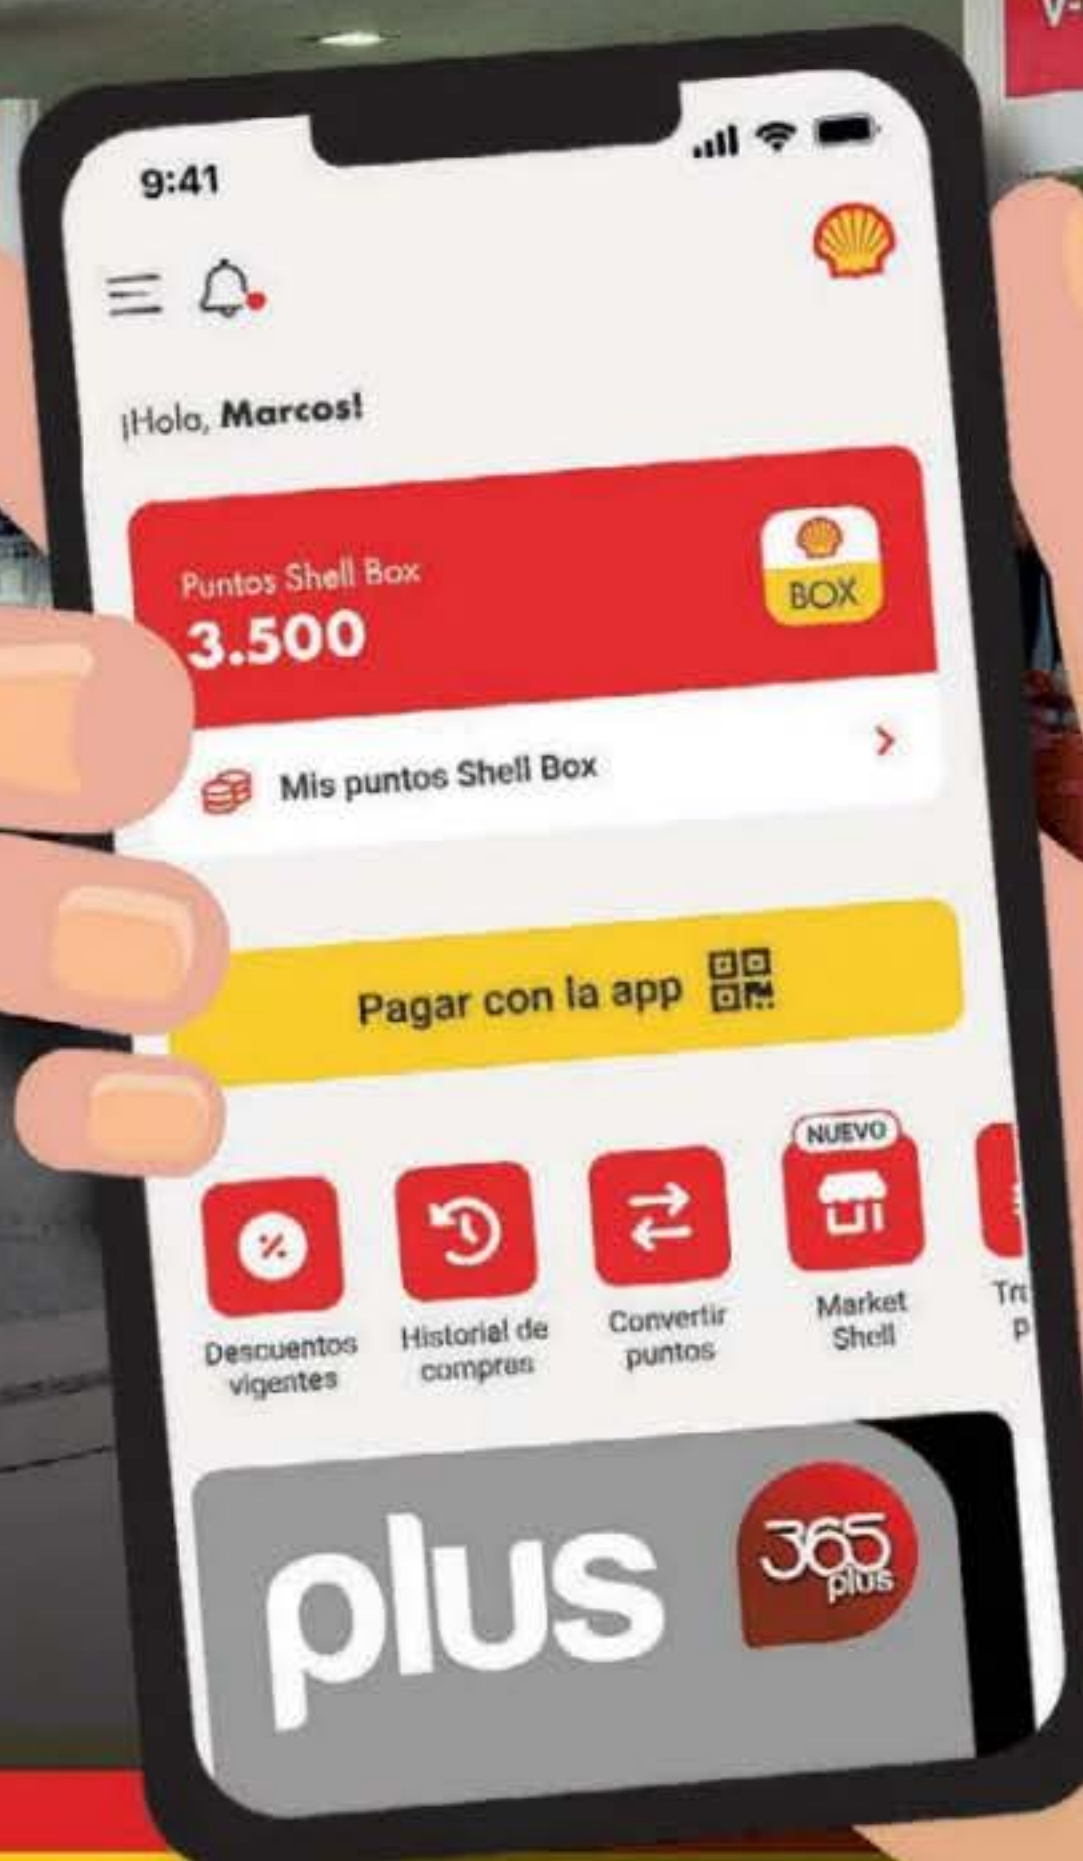 V-
9:41
¡Hola, Marcos!
Puntos Shell Box
3.500
BOX
Mis puntos Shell Box
Pagar con la app
NUEVO
Descuentos
vigentes
Historial de
compras
Convertir
puntos
Market
Shell
plus
365
plus